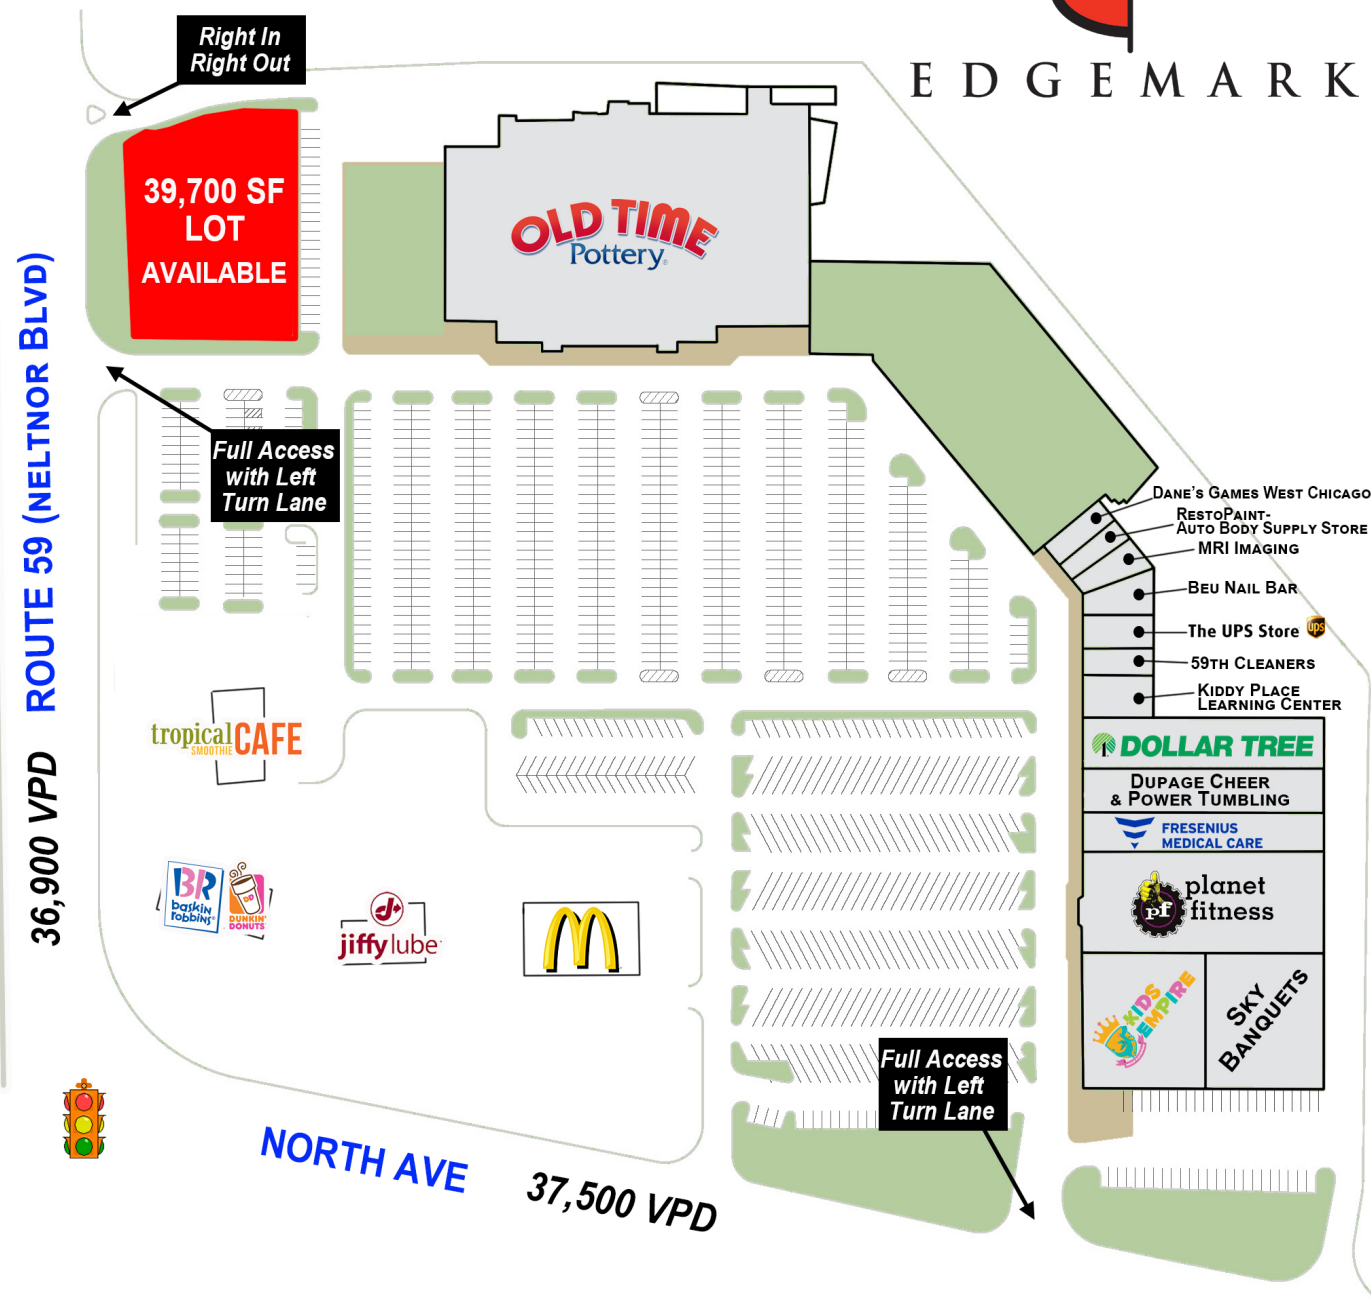 Right In
Right Out
EDGEMARK
39,700 SF
LOT
AVAILABLE
OLD TIME
Pottery
ROUTE 59 (NELTNOR BLVD)
36,900 VPD
Full Access
with Left
Turn Lane
DANE'S GAMES WEST CHICAGO
RESTOPAINT-
AUTO BODY SUPPLY STORE
MRI IMAGING
BEU NAIL BAR
The UPS Store
ups
59TH CLEANERS
KIDDY PLACE
LEARNING CENTER
tropical
SMOOTHIE
CAFE
DOLLAR TREE
DUPAGE CHEER
& POWER TUMBLING
FRESENIUS
MEDICAL CARE
BR
baskin
robbins
DD
DUNKIN'
DONUTS
J
jiffy lube
M
pf
planet
fitness
KIDS
EMPIRE
SKY
BANQUETS
Full Access
with Left
Turn Lane
NORTH AVE
37,500 VPD